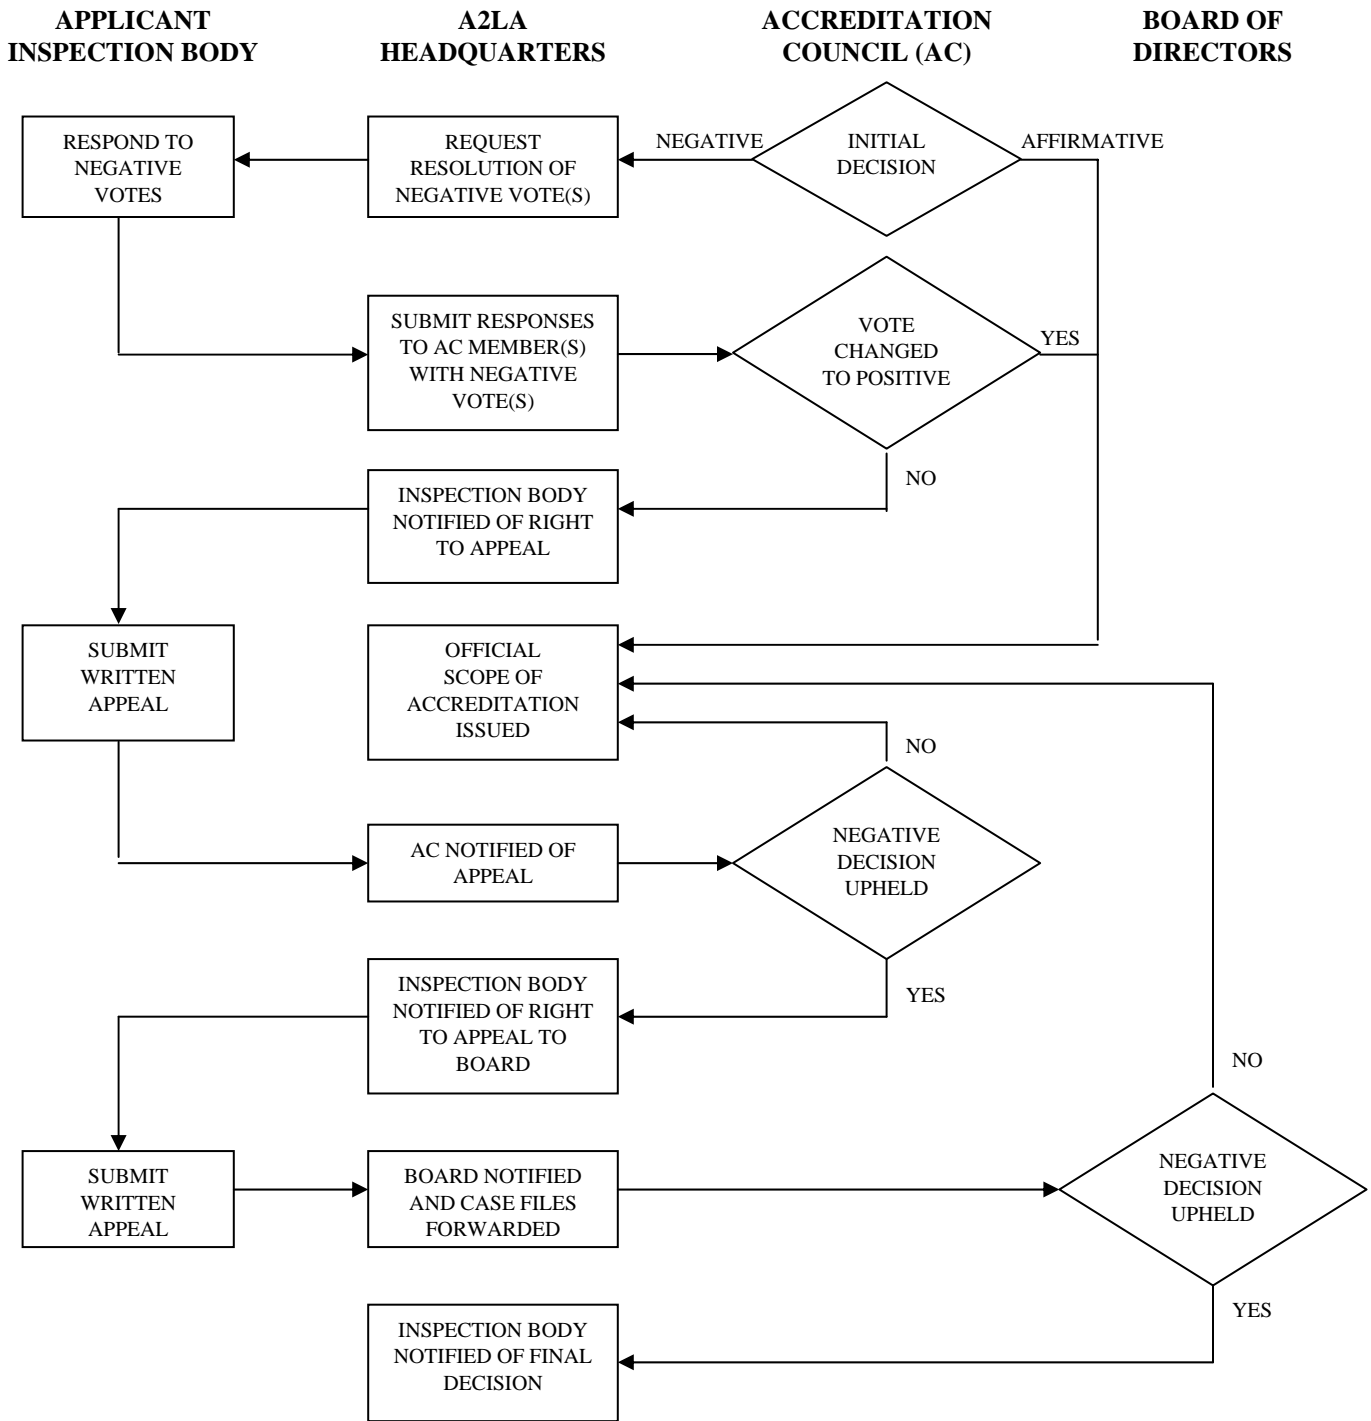 APPLICANT
INSPECTION BODY
A2LA
HEADQUARTERS
ACCREDITATION
COUNCIL (AC)
BOARD OF
DIRECTORS
RESPOND TO
NEGATIVE
VOTES
REQUEST
RESOLUTION OF
NEGATIVE VOTE(S)
NEGATIVE
INITIAL
DECISION
AFFIRMATIVE
SUBMIT RESPONSES
TO AC MEMBER(S)
WITH NEGATIVE
VOTE(S)
VOTE
CHANGED
TO POSITIVE
YES
NO
INSPECTION BODY
NOTIFIED OF RIGHT
TO APPEAL
SUBMIT
WRITTEN
APPEAL
OFFICIAL
SCOPE OF
ACCREDITATION
ISSUED
NO
AC NOTIFIED OF
APPEAL
NEGATIVE
DECISION
UPHELD
YES
INSPECTION BODY
NOTIFIED OF RIGHT
TO APPEAL TO
BOARD
NO
SUBMIT
WRITTEN
APPEAL
BOARD NOTIFIED
AND CASE FILES
FORWARDED
NEGATIVE
DECISION
UPHELD
YES
INSPECTION BODY
NOTIFIED OF FINAL
DECISION